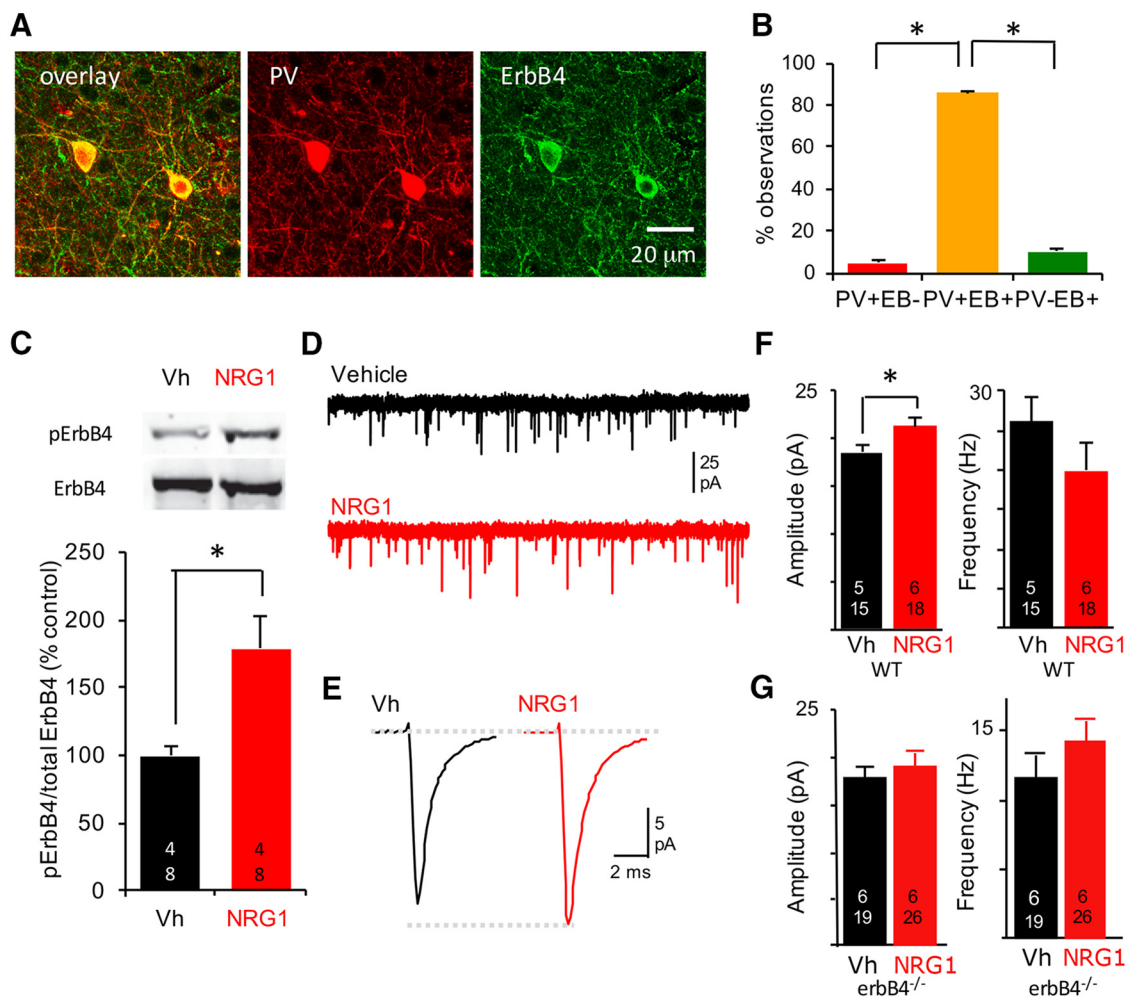 A
overlay
PV
ErbB4
20 μm
B
*
*
% observations
100
80
60
40
20
0
PV+EB- PV+EB+ PV-EB+
C
Vh NRG1
pErbB4
ErbB4
*
pErbB4/total ErbB4 (% control)
250
200
150
100
50
0
4
8
4
8
Vh NRG1
D
Vehicle
25
pA
NRG1
E
Vh NRG1
5
pA
2 ms
F
*
Amplitude (pA)
25
5
15
6
18
Vh NRG1
WT
Frequency (Hz)
30
5
15
6
18
Vh NRG1
WT
G
Amplitude (pA)
25
6
19
6
26
Vh NRG1
erbB4-/-
Frequency (Hz)
15
6
19
6
26
Vh NRG1
erbB4-/-